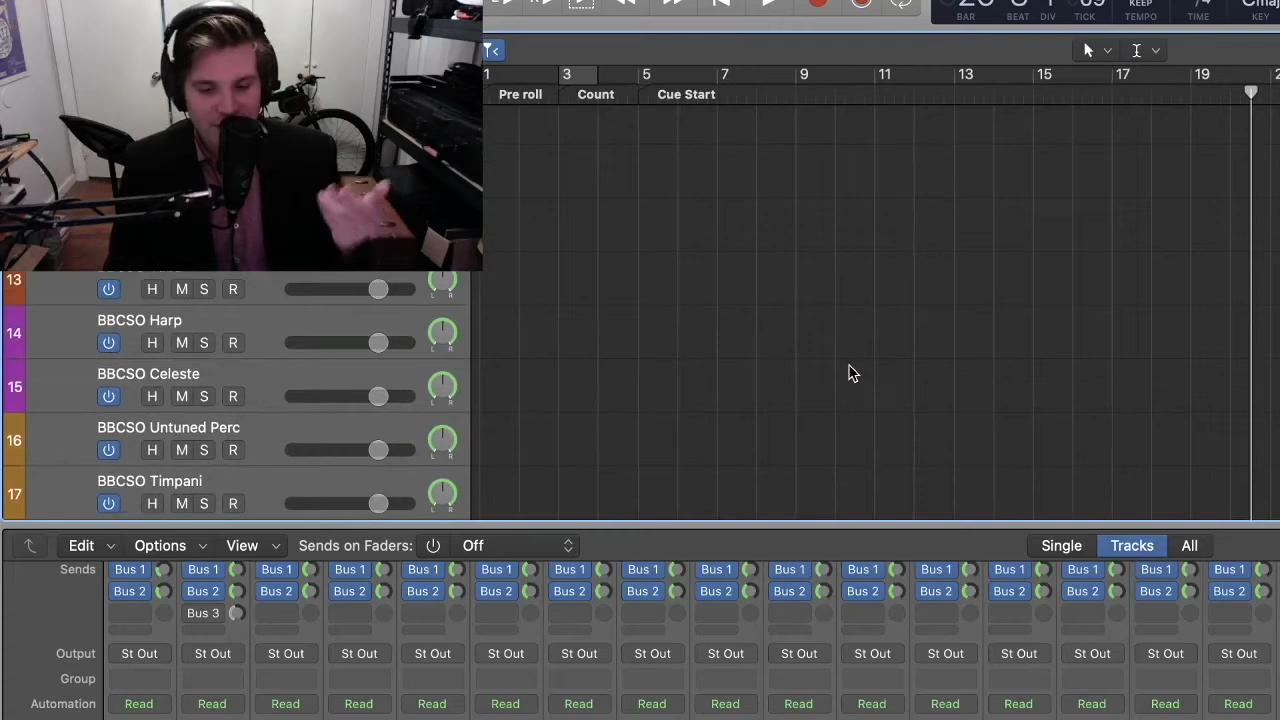 BAR BEAT DIV TICK
KEEP
TEMPO
TIME
Cmaj
KEY
1 3 5 7 9 11 13 15 17 19
Pre roll Count Cue Start
13
H M S R
L R
14 BBCSO Harp
H M S R
L R
15 BBCSO Celeste
H M S R
L R
16 BBCSO Untuned Perc
H M S R
L R
17 BBCSO Timpani
H M S R
L R
Edit Options View Sends on Faders: Off Single Tracks All
Sends Bus 1 Bus 1 Bus 1 Bus 1 Bus 1 Bus 1 Bus 1 Bus 1 Bus 1 Bus 1 Bus 1 Bus 1 Bus 1 Bus 1 Bus 1 Bus 1
Bus 2 Bus 2 Bus 2 Bus 2 Bus 2 Bus 2 Bus 2 Bus 2 Bus 2 Bus 2 Bus 2 Bus 2 Bus 2 Bus 2 Bus 2 Bus 2
Bus 3
Output St Out St Out St Out St Out St Out St Out St Out St Out St Out St Out St Out St Out St Out St Out St Out St Out
Group
Automation Read Read Read Read Read Read Read Read Read Read Read Read Read Read Read Read